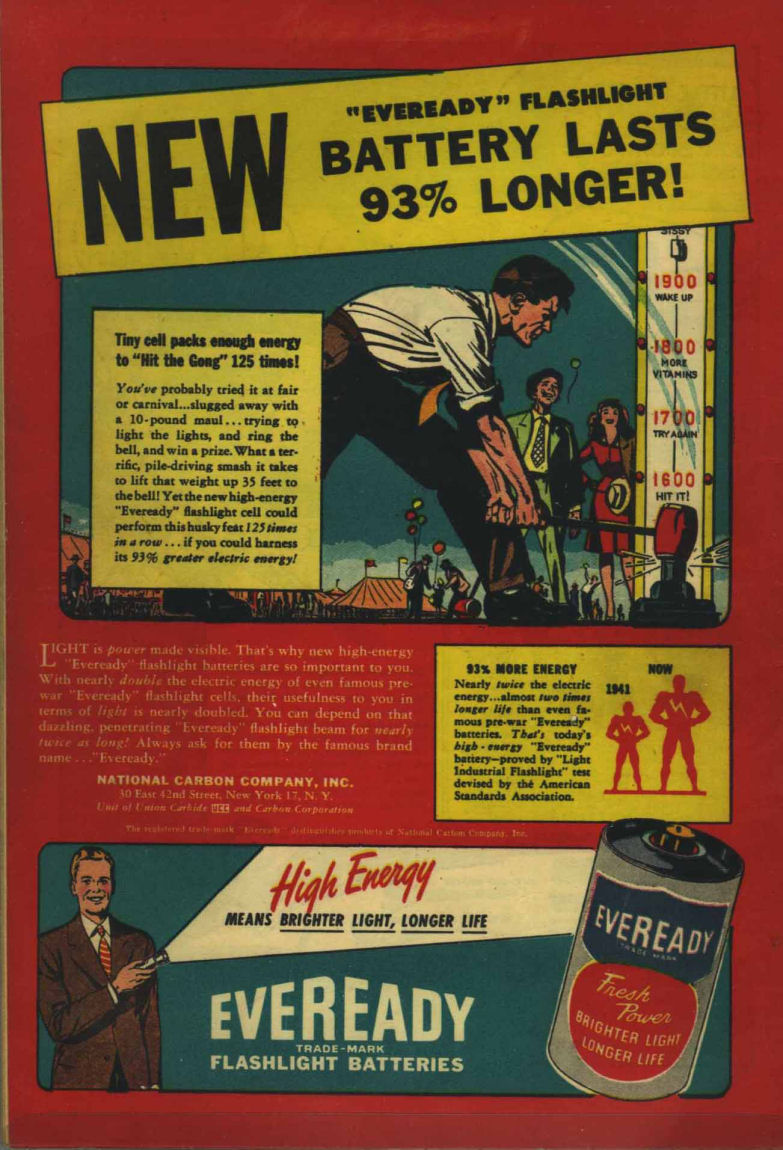 NEW
"EVEREADY" FLASHLIGHT
BATTERY LASTS
93% LONGER!
SISSY
1900
WAKE UP
1800
MORE
VITAMINS
1700
TRY AGAIN
1600
HIT IT!
Tiny cell packs enough energy
to "Hit the Gong" 125 times!
You've probably tried it at fair
or carnival...slugged away with
a 10-pound maul...trying to
light the lights, and ring the
bell, and win a prize. What a ter-
rific, pile-driving smash it takes
to lift that weight up 35 feet to
the bell! Yet the new high-energy
"Eveready" flashlight cell could
perform this husky feat 125 times
in a row...if you could harness
its 93% greater electric energy!
LIGHT is power made visible. That's why new high-energy
"Eveready" flashlight batteries are so important to you.
With nearly double the electric energy of even famous pre-
war "Eveready" flashlight cells, their usefulness to you in
terms of light is nearly doubled. You can depend on that
dazzling, penetrating "Eveready" flashlight beam for nearly
twice as long! Always ask for them by the famous brand
name..."Eveready."
NATIONAL CARBON COMPANY, INC.
30 East 42nd Street, New York 17, N. Y.
Unit of Union Carbide UCC and Carbon Corporation
The registered trade-mark "Eveready" distinguishes products of National Carbon Company, Inc.
93% MORE ENERGY
Nearly twice the electric
energy...almost two times
longer life than even fa-
mous pre-war "Eveready"
batteries. That's today's
high-energy "Eveready"
battery—proved by "Light
Industrial Flashlight" test
devised by the American
Standards Association.
1941
NOW
High Energy
MEANS BRIGHTER LIGHT, LONGER LIFE
EVEREADY
TRADE-MARK
FLASHLIGHT BATTERIES
EVEREADY
TRADE-MARK
Fresh
Power
BRIGHTER LIGHT
LONGER LIFE